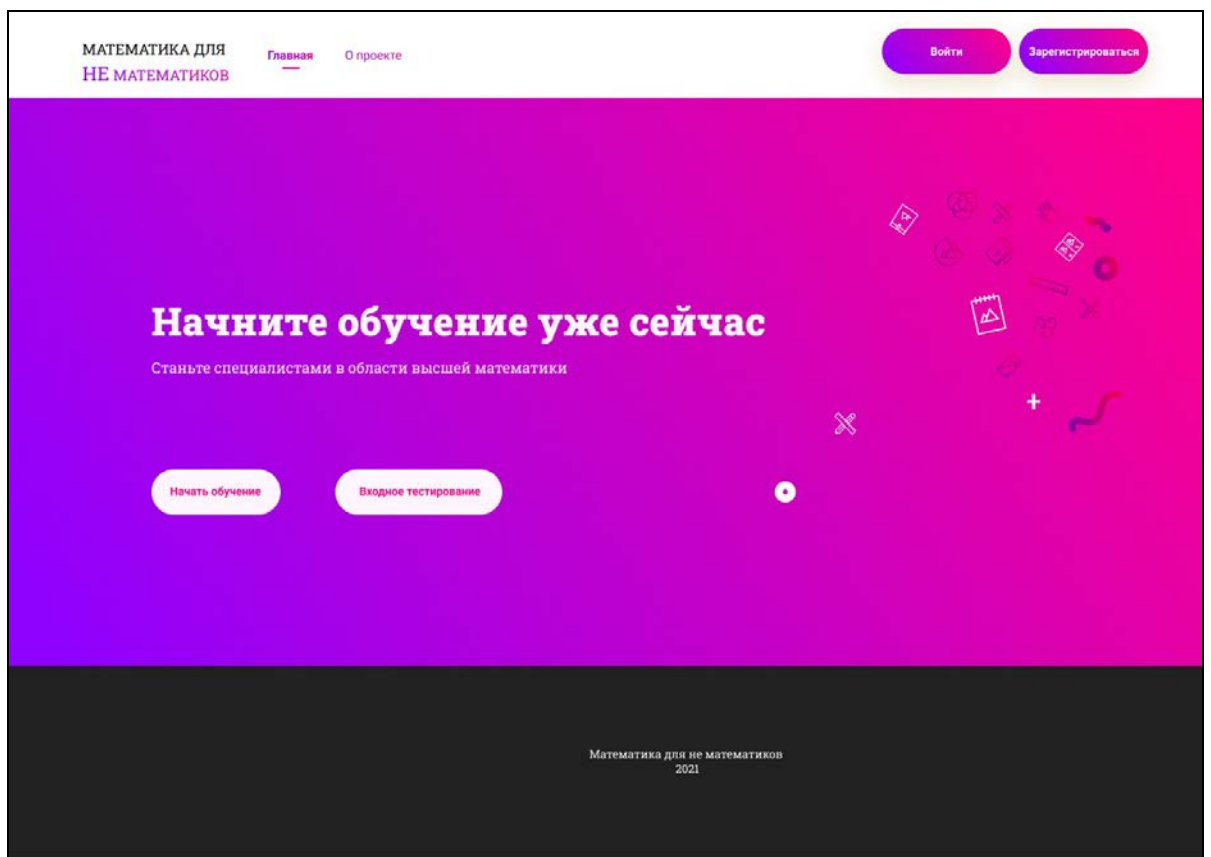 МАТЕМАТИКА ДЛЯ
НЕ МАТЕМАТИКОВ
Главная
О проекте
Войти
Зарегистрироваться
Начните обучение уже сейчас
Станьте специалистами в области высшей математики
Начать обучение
Входное тестирование
Математика для не математиков
2021